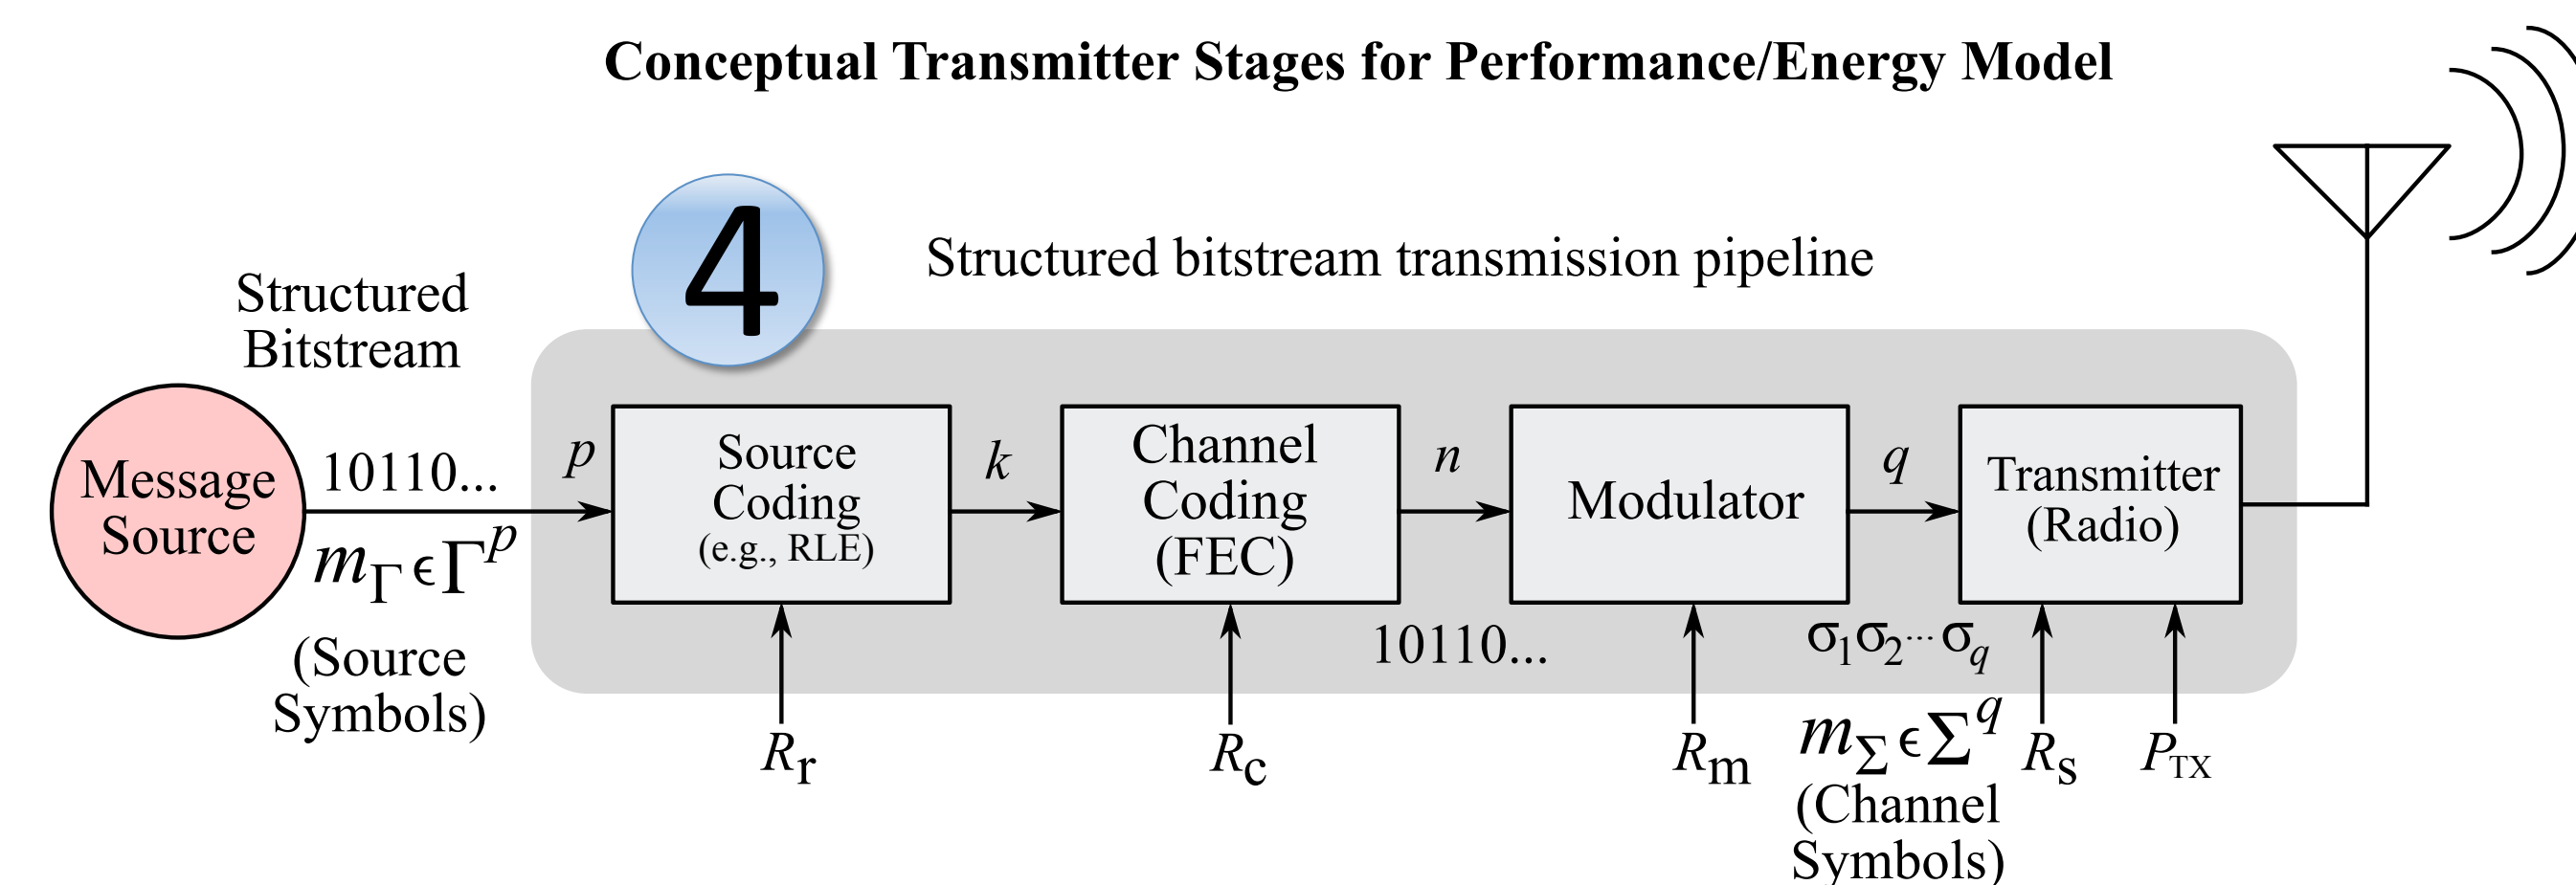 Conceptual Transmitter Stages for Performance/Energy Model
4
Structured bitstream transmission pipeline
Structured
Bitstream
Message
Source
10110...
m_Γ ϵ Γ^p
(Source
Symbols)
p
Source
Coding
(e.g., RLE)
k
Channel
Coding
(FEC)
n
10110...
Modulator
q
σ₁σ₂···σ_q
Transmitter
(Radio)
R_r
R_c
R_m
m_Σ ϵ Σ^q
(Channel
Symbols)
R_s
P_TX